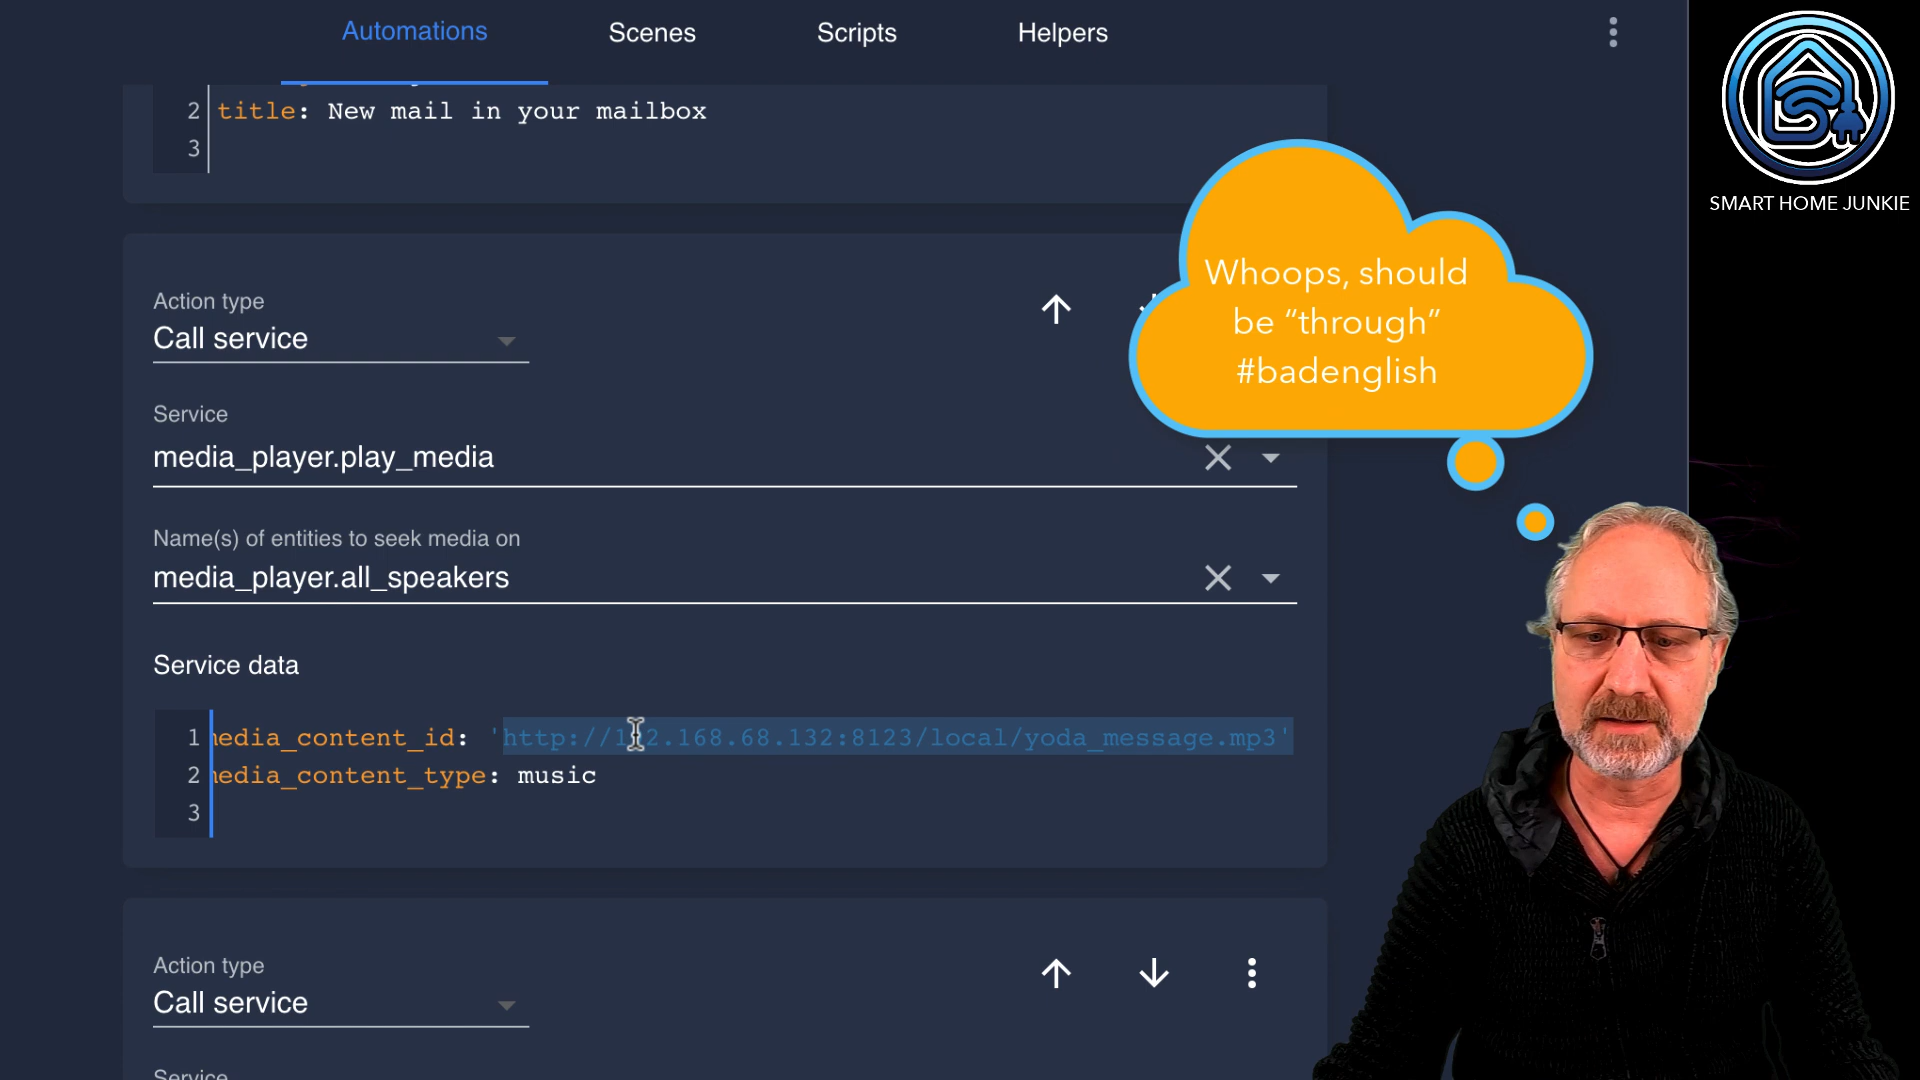 Automations
Scenes
Scripts
Helpers
2
title: New mail in your mailbox
3
Action type
Call service
Service
media_player.play_media
Name(s) of entities to seek media on
media_player.all_speakers
Service data
1
edia_content_id: 'http://192.168.68.132:8123/local/yoda_message.mp3'
2
edia_content_type: music
3
Action type
Call service
Service
Whoops, should
be “through”
#badenglish
SMART HOME JUNKIE